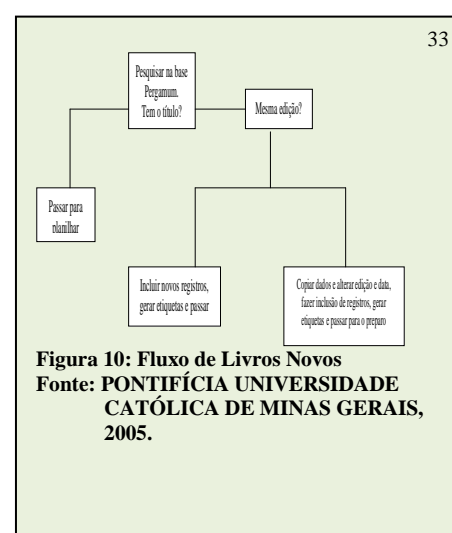 33
Pesquisar na base
Pergamum.
Tem o título?
Mesma edição?
Passar para
planilhar
Incluir novos registros,
gerar etiquetas e passar
Copiar dados e alterar edição e data,
fazer inclusão de registros, gerar
etiquetas e passar para o preparo
Figura 10: Fluxo de Livros Novos
Fonte: PONTIFÍCIA UNIVERSIDADE
CATÓLICA DE MINAS GERAIS,
2005.